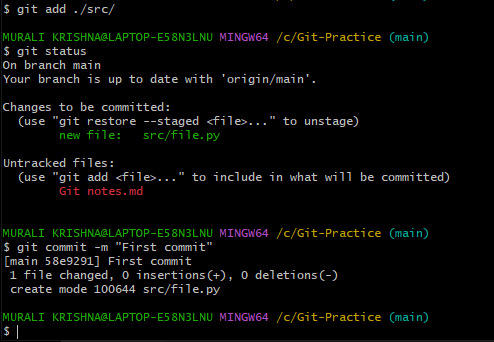 $ git add ./src/
MURALI KRISHNA@LAPTOP-E58N3LNU MINGW64 /c/Git-Practice (main)
$ git status
On branch main
Your branch is up to date with 'origin/main'.
Changes to be committed:
  (use "git restore --staged <file>..." to unstage)
        new file:   src/file.py
Untracked files:
  (use "git add <file>..." to include in what will be committed)
        Git notes.md
MURALI KRISHNA@LAPTOP-E58N3LNU MINGW64 /c/Git-Practice (main)
$ git commit -m "First commit"
[main 58e9291] First commit
 1 file changed, 0 insertions(+), 0 deletions(-)
 create mode 100644 src/file.py
MURALI KRISHNA@LAPTOP-E58N3LNU MINGW64 /c/Git-Practice (main)
$